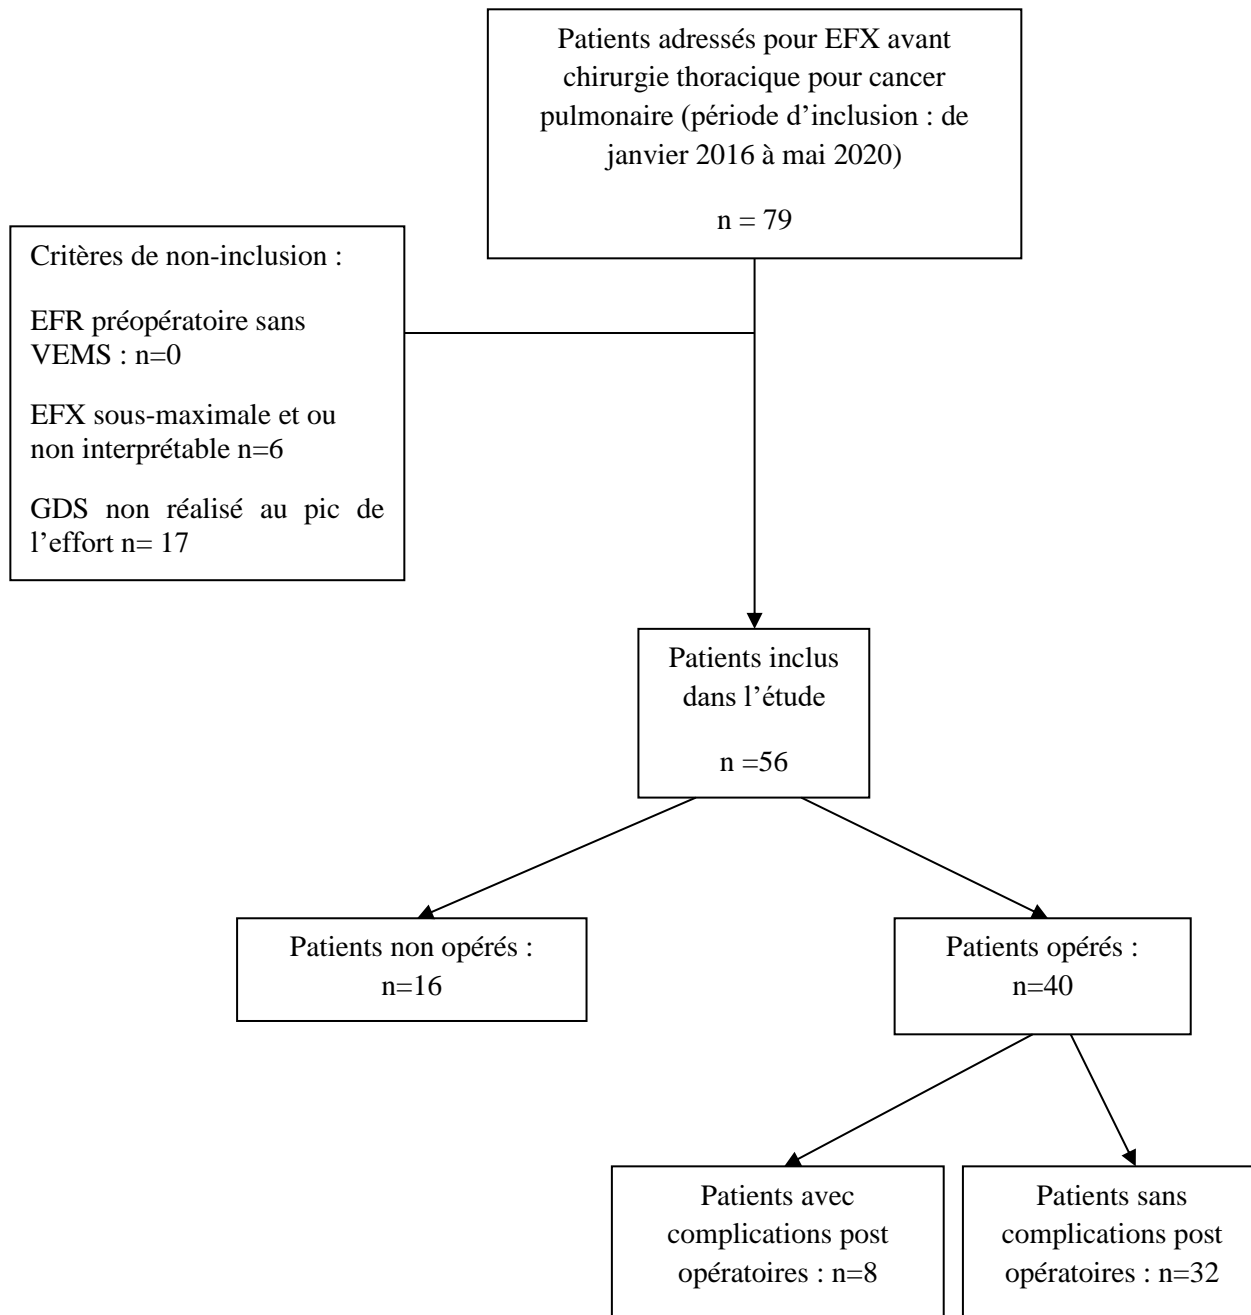 Patients adressés pour EFX avant
chirurgie thoracique pour cancer
pulmonaire (période d’inclusion : de
janvier 2016 à mai 2020)
n = 79
Critères de non-inclusion :
EFR préopératoire sans
VEMS : n=0
EFX sous-maximale et ou
non interprétable n=6
GDS non réalisé au pic de
l’effort n= 17
Patients inclus
dans l’étude
n =56
Patients non opérés :
n=16
Patients opérés :
n=40
Patients avec
complications post
opératoires : n=8
Patients sans
complications post
opératoires : n=32